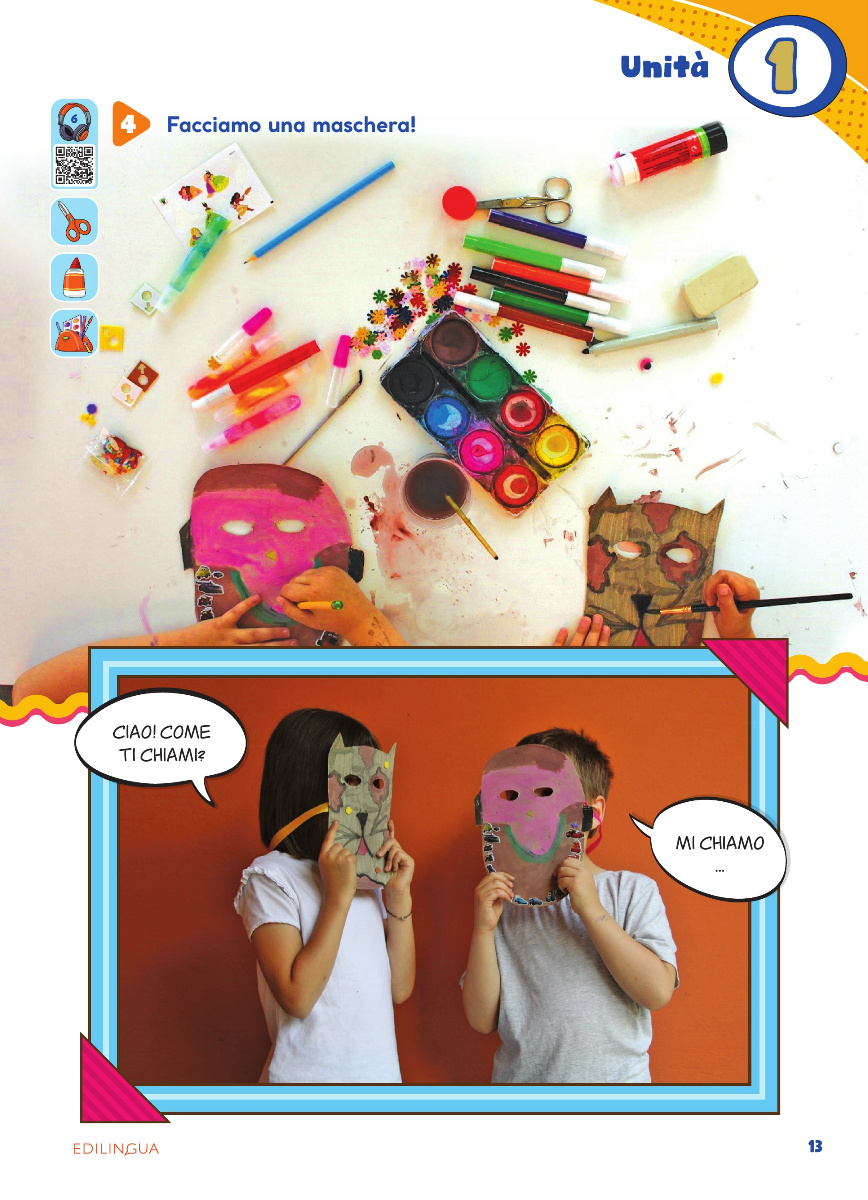 Unità
1
6
4
Facciamo una maschera!
CIAO! COME
TI CHIAMI?
MI CHIAMO
...
EDILINGUA
13